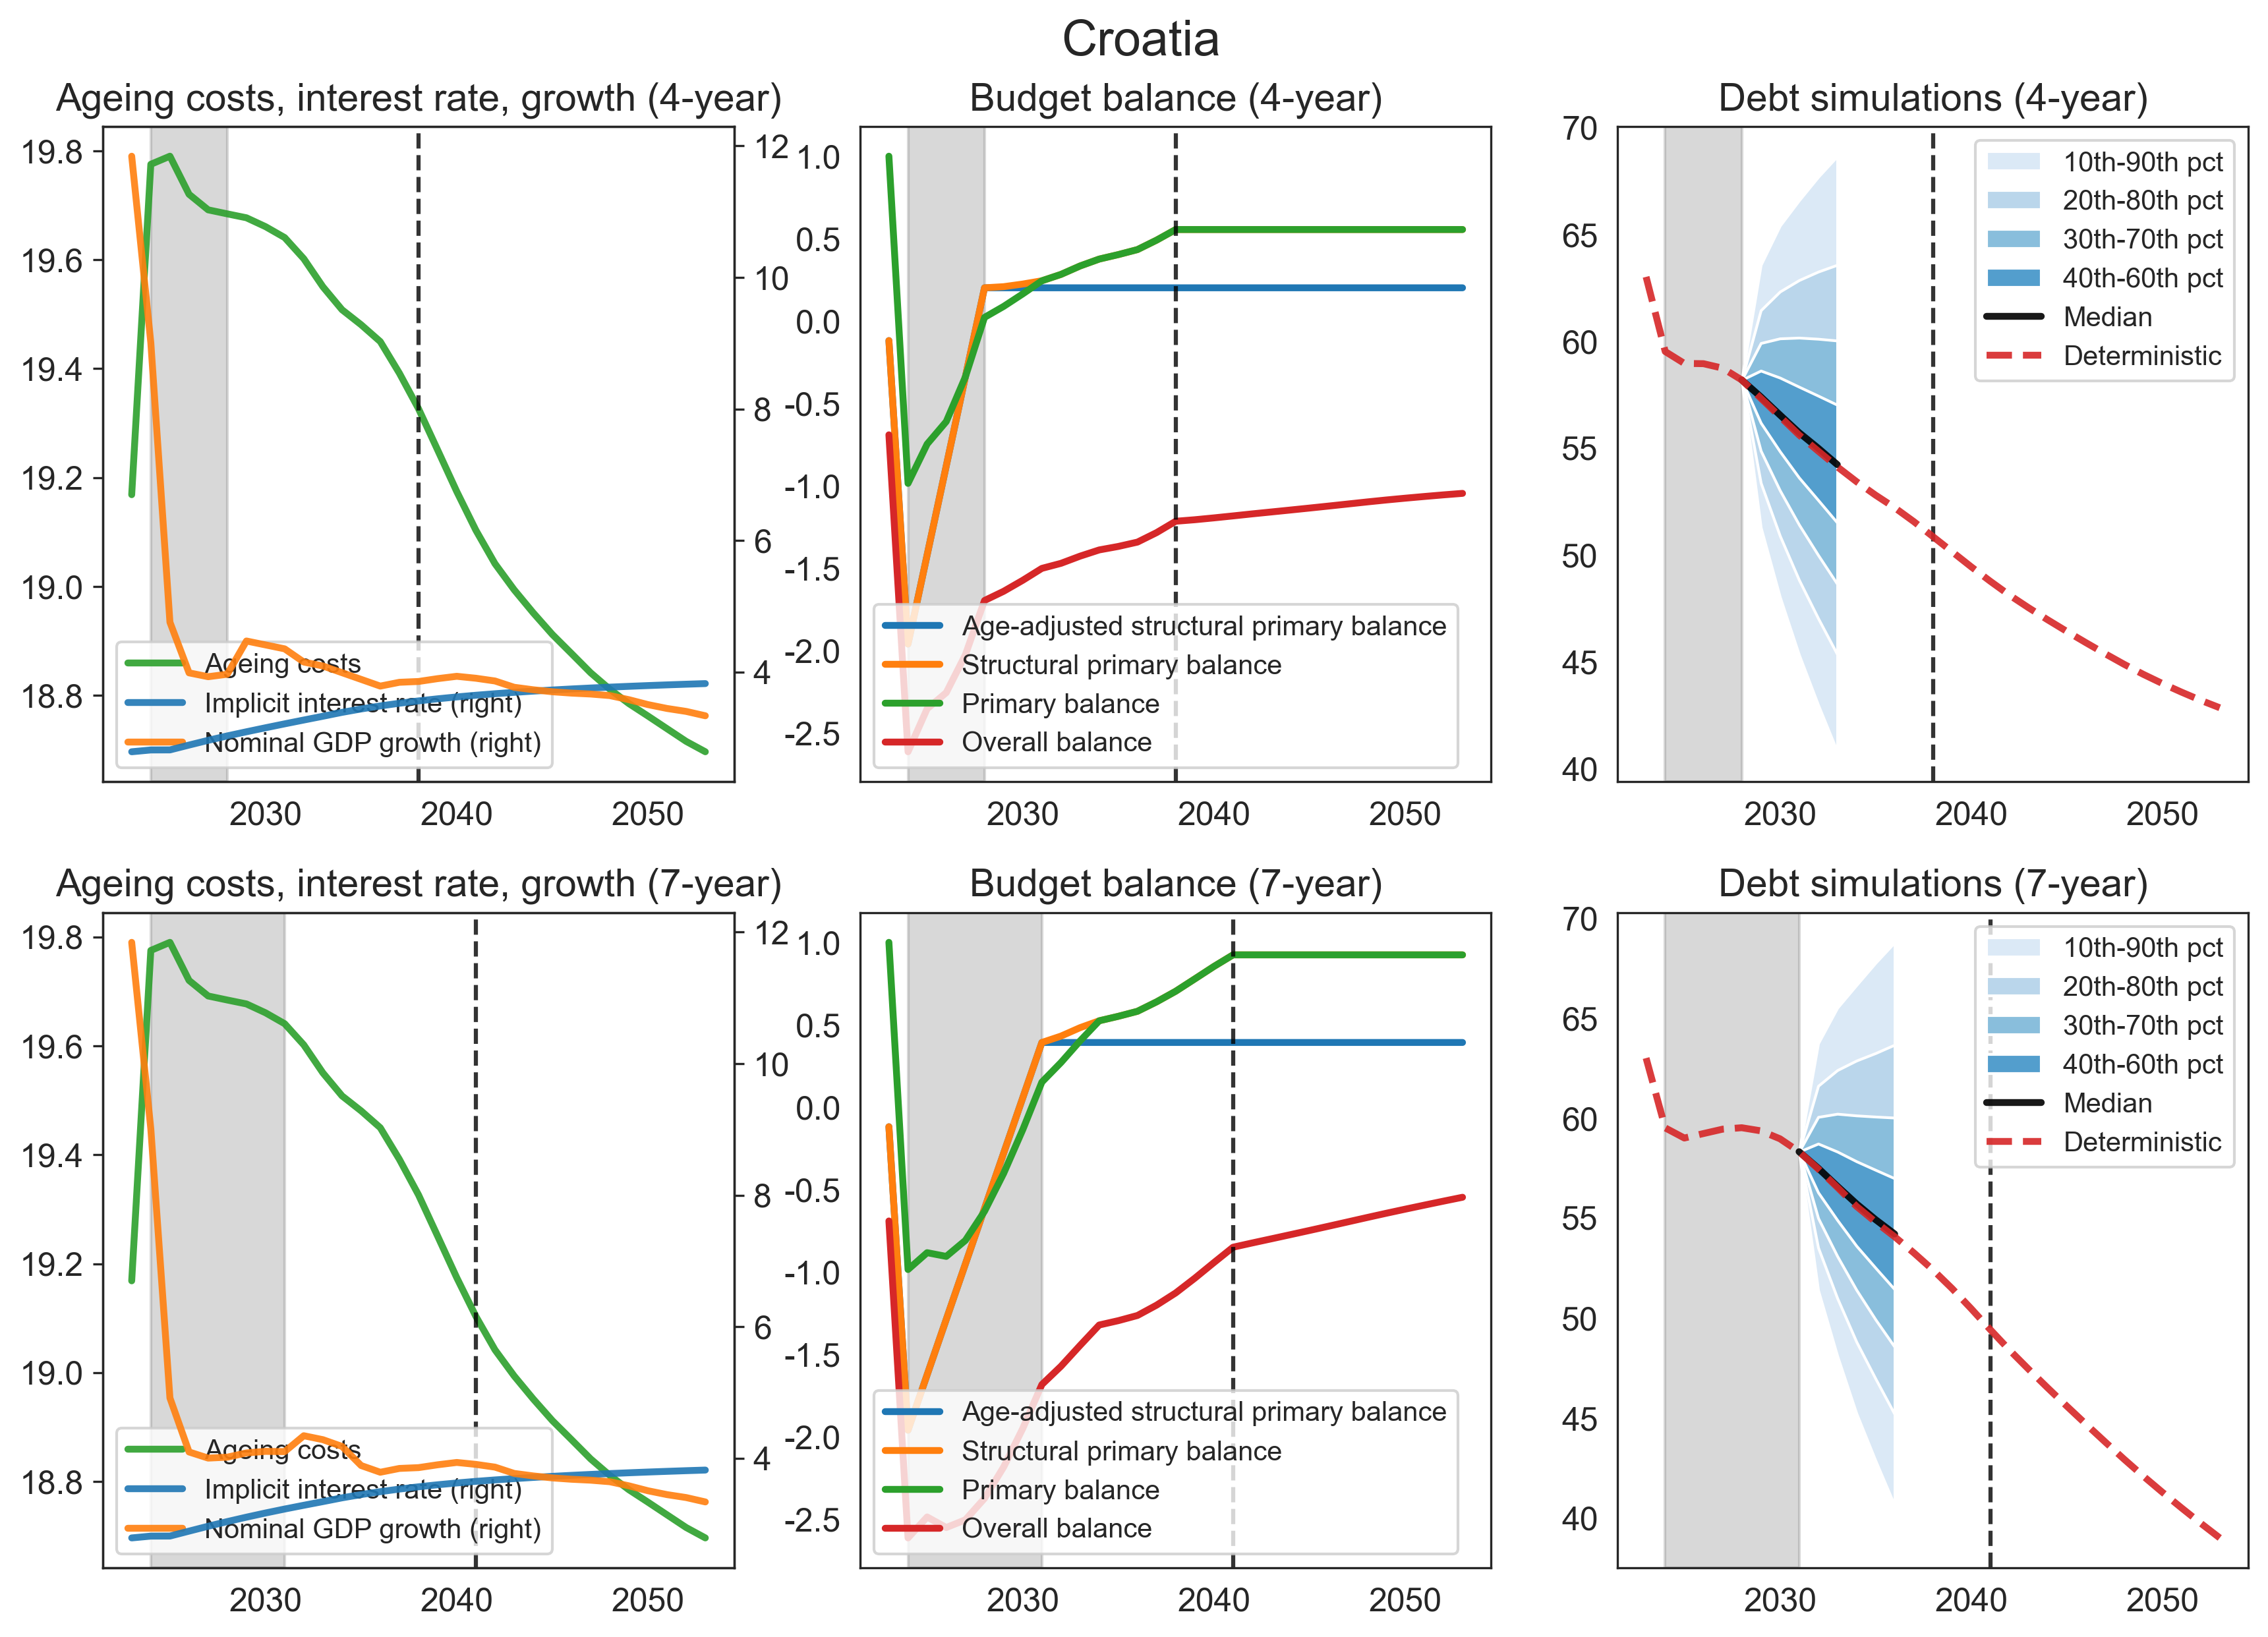 Croatia
Ageing costs, interest rate, growth (4-year)
19.8
19.6
19.4
19.2
19.0
18.8
12
10
8
6
4
Ageing costs
Implicit interest rate (right)
Nominal GDP growth (right)
2030 2040 2050
Budget balance (4-year)
1.0
0.5
0.0
-0.5
-1.0
-1.5
-2.0
-2.5
Age-adjusted structural primary balance
Structural primary balance
Primary balance
Overall balance
2030 2040 2050
Debt simulations (4-year)
70
65
60
55
50
45
40
10th-90th pct
20th-80th pct
30th-70th pct
40th-60th pct
Median
Deterministic
2030 2040 2050
Ageing costs, interest rate, growth (7-year)
19.8
19.6
19.4
19.2
19.0
18.8
12
10
8
6
4
Ageing costs
Implicit interest rate (right)
Nominal GDP growth (right)
2030 2040 2050
Budget balance (7-year)
1.0
0.5
0.0
-0.5
-1.0
-1.5
-2.0
-2.5
Age-adjusted structural primary balance
Structural primary balance
Primary balance
Overall balance
2030 2040 2050
Debt simulations (7-year)
70
65
60
55
50
45
40
10th-90th pct
20th-80th pct
30th-70th pct
40th-60th pct
Median
Deterministic
2030 2040 2050